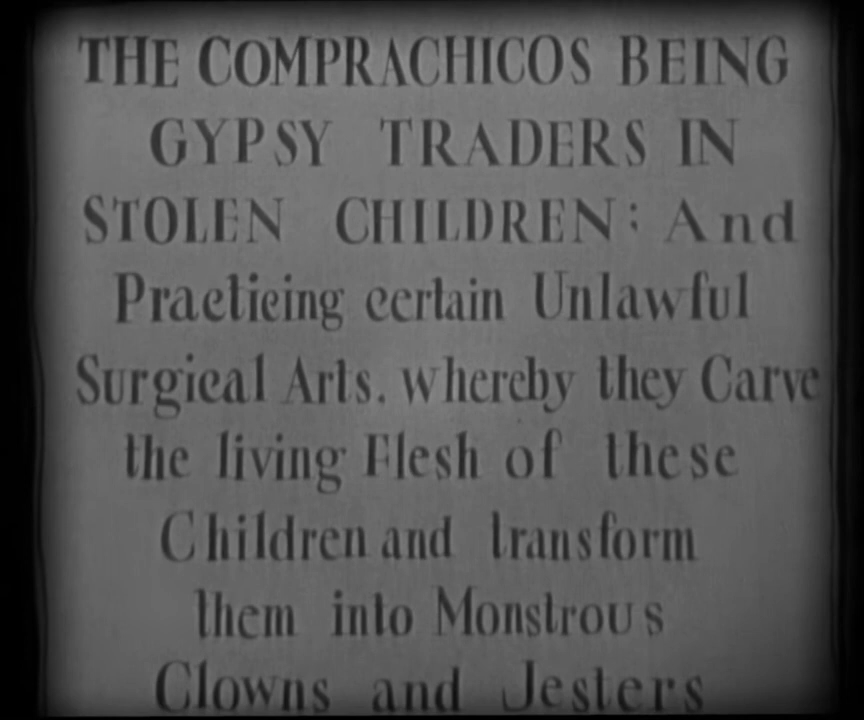 THE COMPRACHICOS BEING
GYPSY TRADERS IN
STOLEN CHILDREN; And
Practicing certain Unlawful
Surgical Arts. whereby they Carve
the living Flesh of these
Children and transform
them into Monstrous
Clowns and Jesters